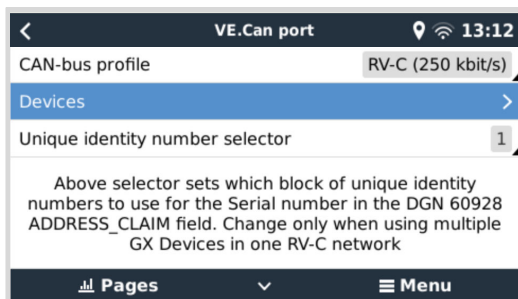 VE.Can port 13:12
CAN-bus profile RV-C (250 kbit/s)
Devices
Unique identity number selector 1
Above selector sets which block of unique identity
numbers to use for the Serial number in the DGN 60928
ADDRESS_CLAIM field. Change only when using multiple
GX Devices in one RV-C network
Pages Menu